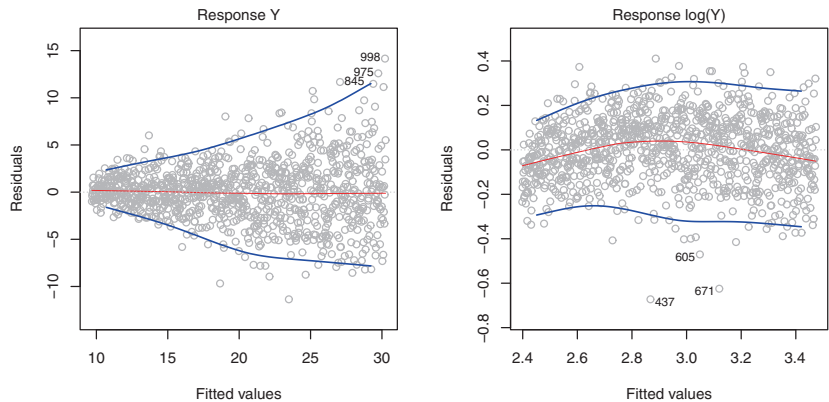 Response Y
Residuals
15
10
5
0
−5
−10
998
975
845
10 15 20 25 30
Fitted values
Response log(Y)
Residuals
0.4
0.2
0.0
−0.2
−0.4
−0.6
−0.8
605
671
437
2.4 2.6 2.8 3.0 3.2 3.4
Fitted values